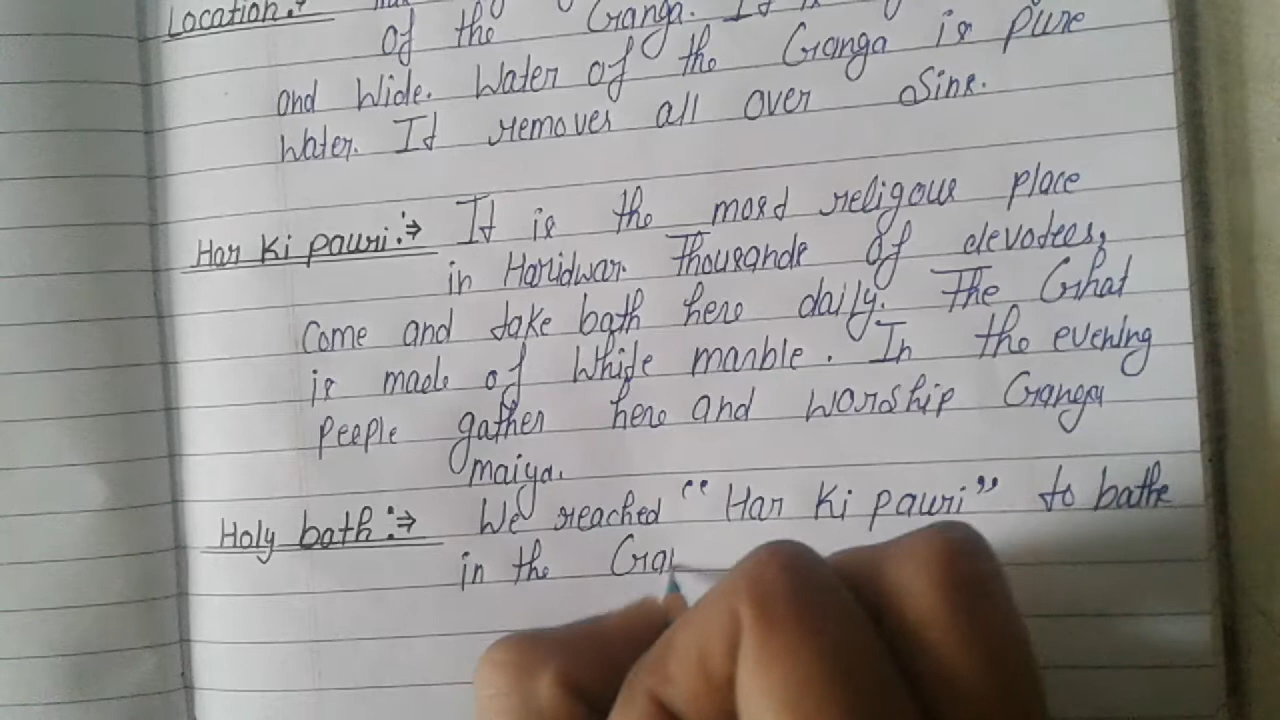 Location:→
of the Ganga. It
and Wide. Water of the Ganga is pure
Water. It removes all over Sins.
Har Ki pauri:⇒ It is the most religous place
in Haridwar. Thousands of devotees,
Come and take bath here daily. The Ghat
is made of White marble. In the evening
Peeple gather here and worship Ganga
maiya.
Holy bath:⇒ We reached "Har Ki pauri" to bathe
in the Gan